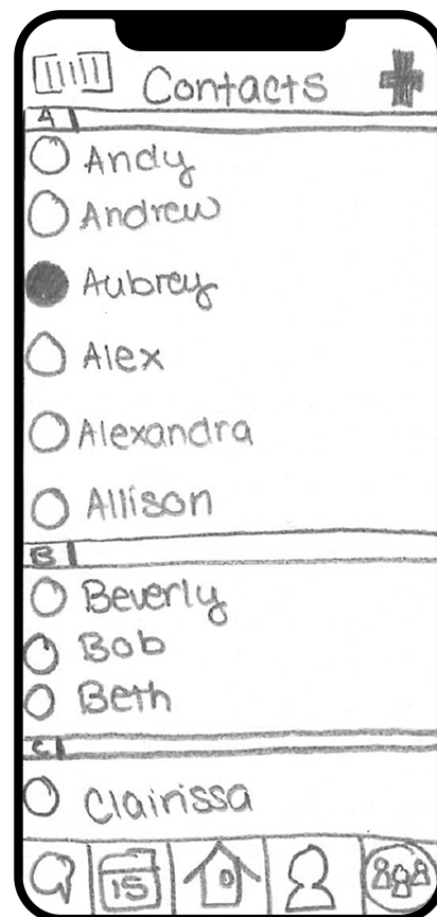 Contacts
A
Andy
Andrew
Aubrey
Alex
Alexandra
Allison
B
Beverly
Bob
Beth
C
Clairissa
15